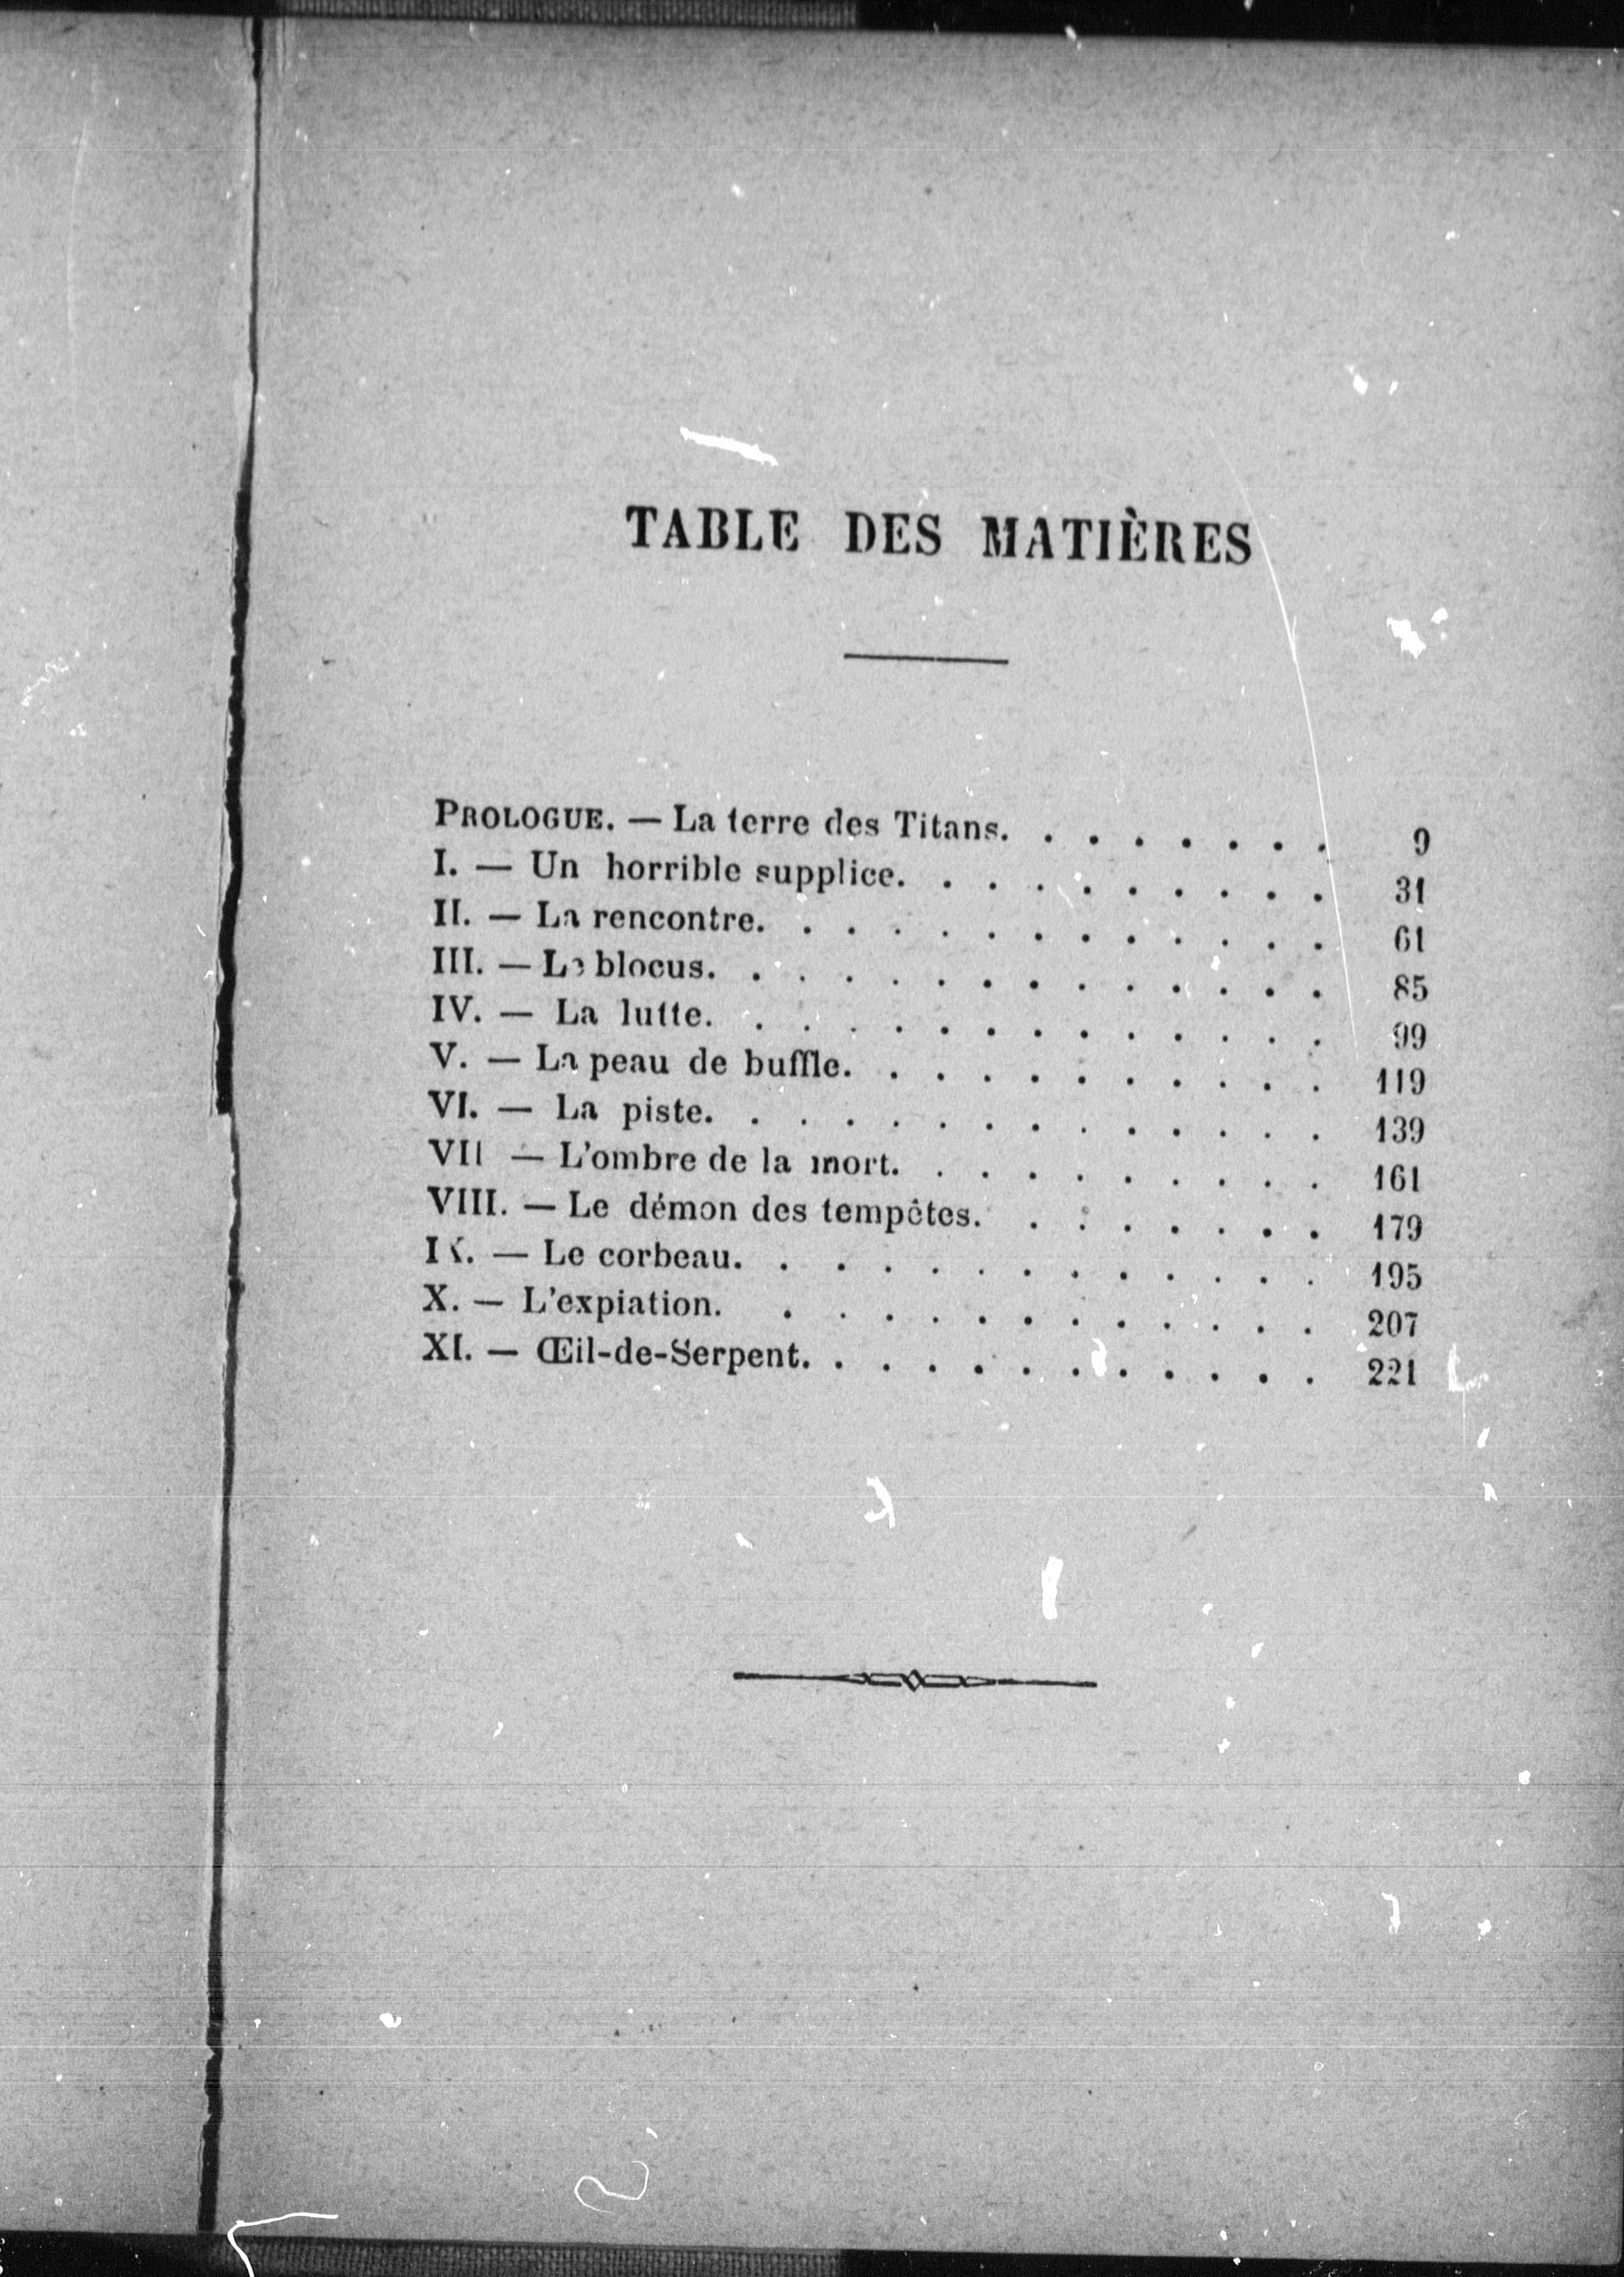 TABLE DES MATIÈRES
PROLOGUE. — La terre des Titans. . . . . . . . 9
I. — Un horrible supplice. . . . . . . . . . 31
II. — La rencontre. . . . . . . . . . . . . 61
III. — Le blocus. . . . . . . . . . . . . . 85
IV. — La lutte. . . . . . . . . . . . . . 99
V. — La peau de buffle. . . . . . . . . . . 119
VI. — La piste. . . . . . . . . . . . . . 139
VII — L'ombre de la mort. . . . . . . . . . 161
VIII. — Le démon des tempêtes. . . . . . . . 179
IX. — Le corbeau. . . . . . . . . . . . . 195
X. — L'expiation. . . . . . . . . . . . . 207
XI. — Œil-de-Serpent. . . . . . . . . . . . 221